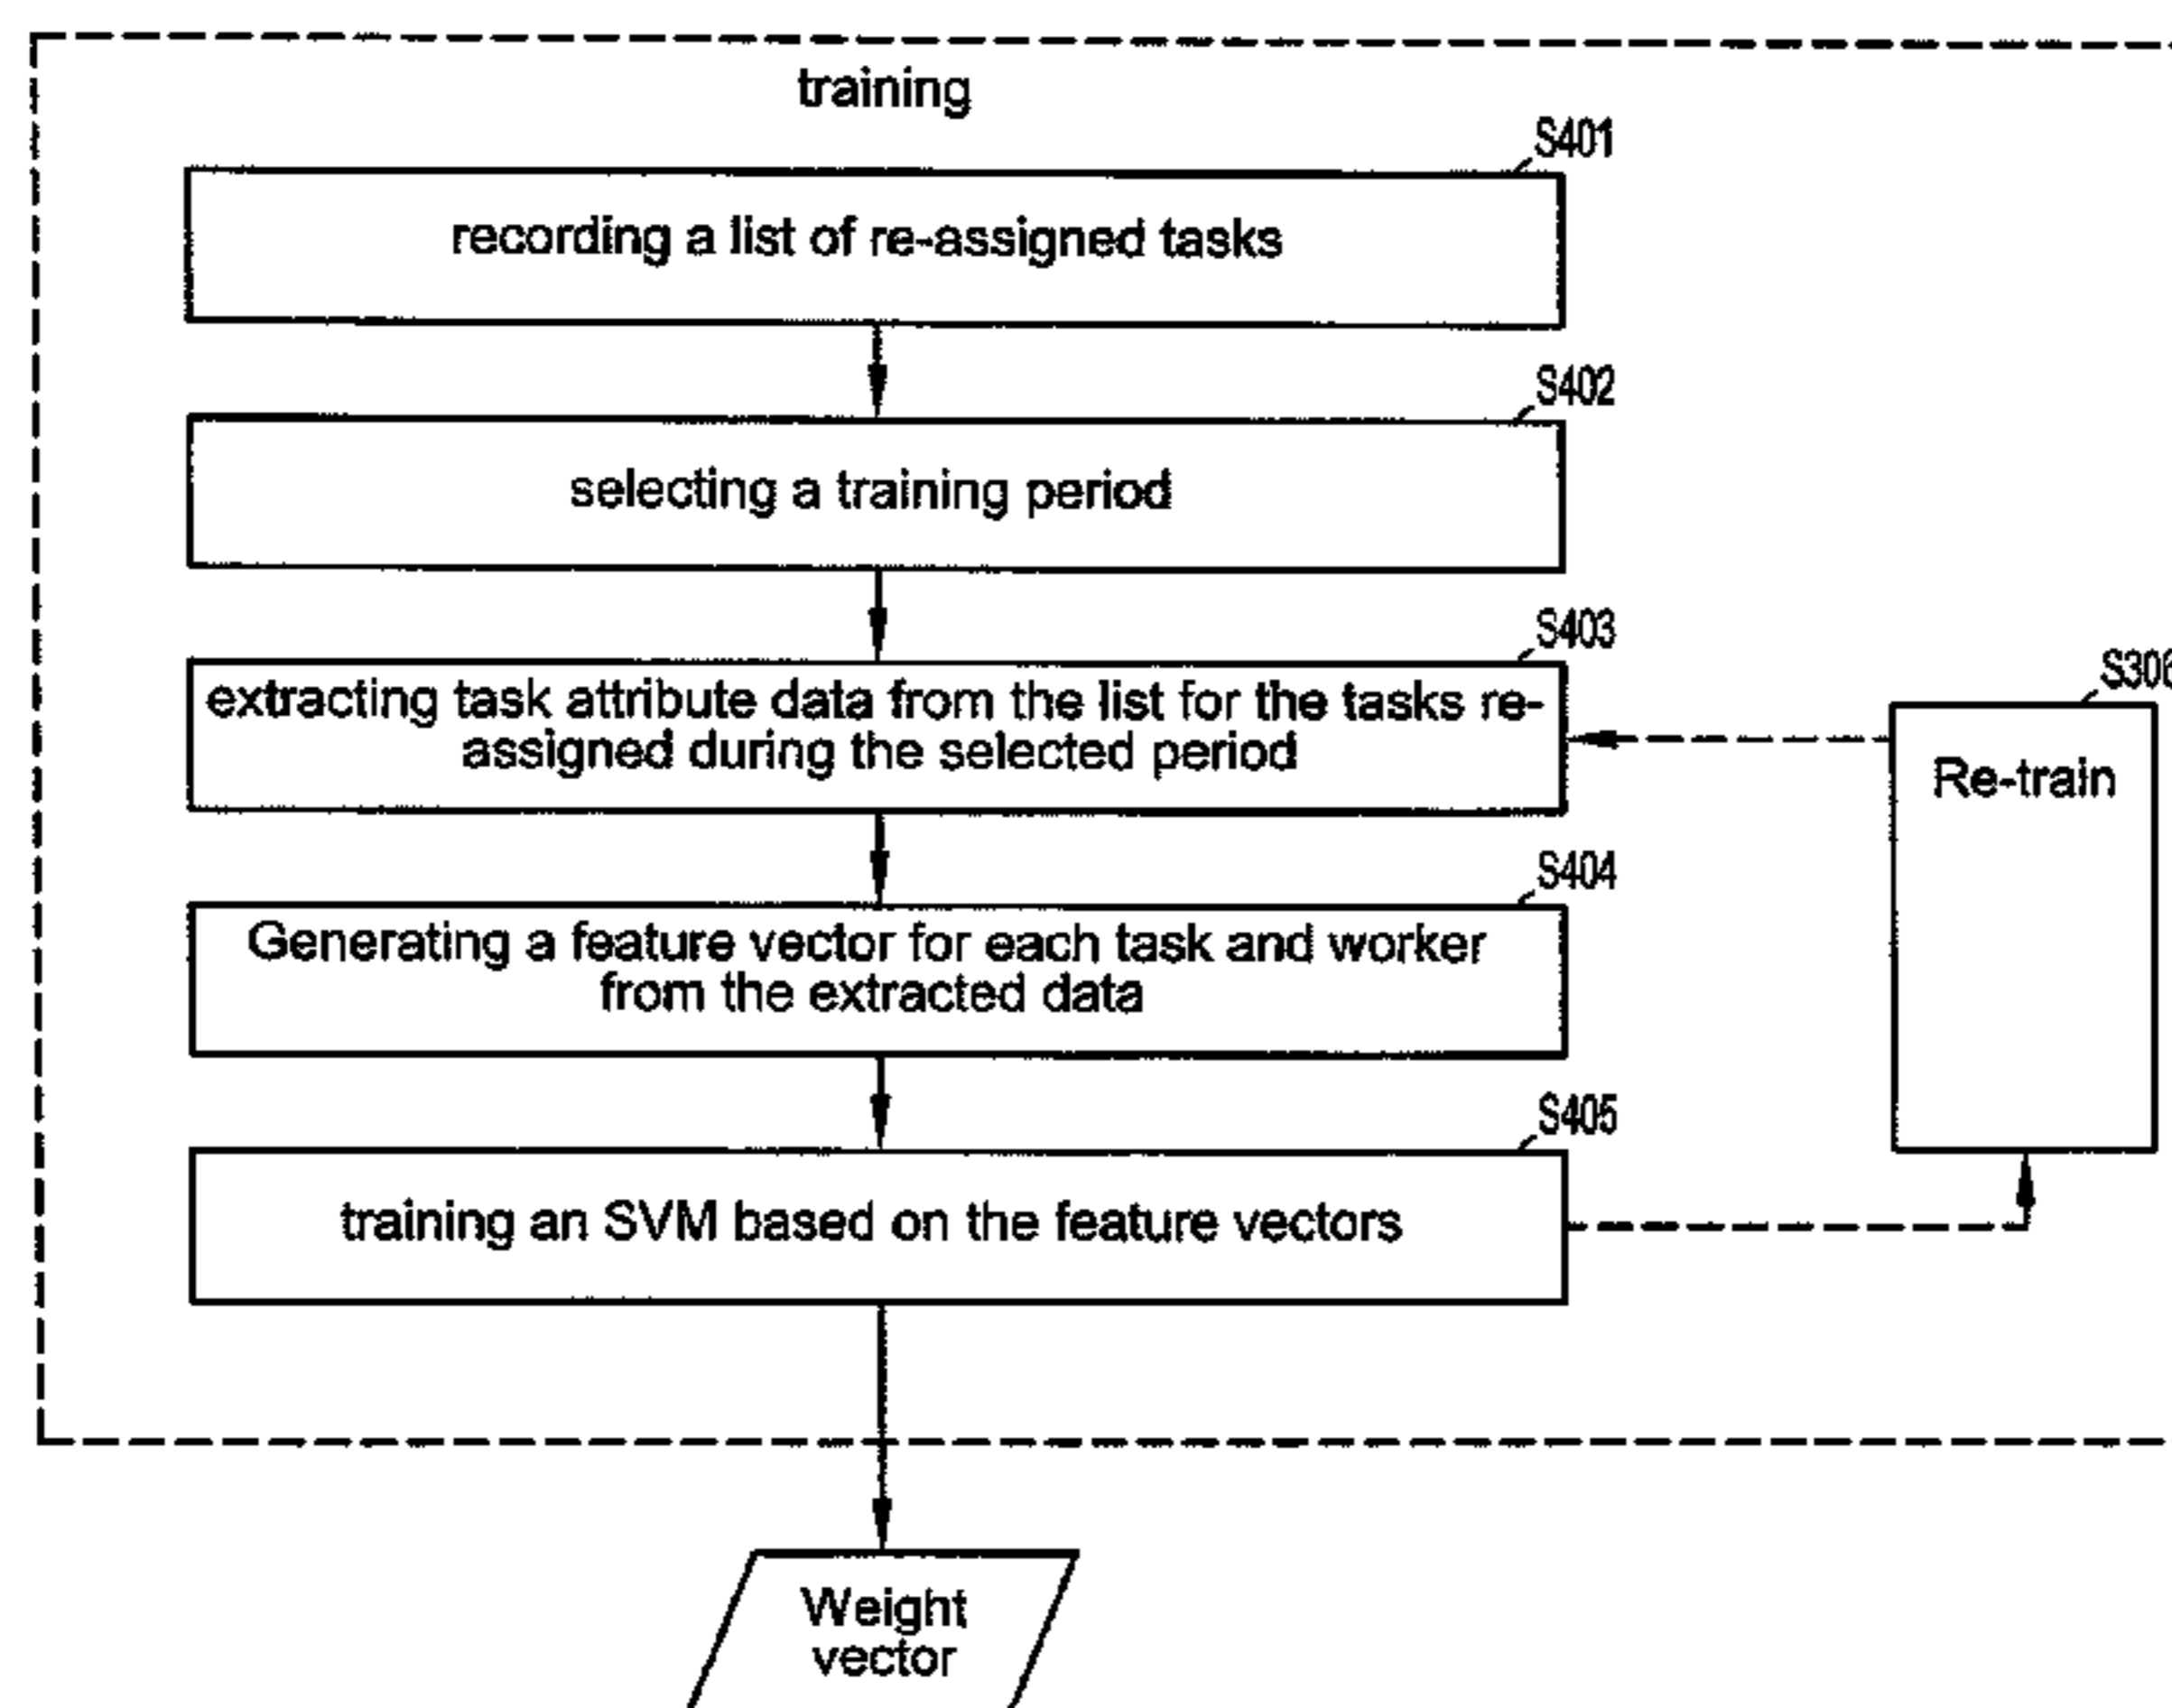 training
S401
recording a list of re-assigned tasks
S402
selecting a training period
S403
extracting task attribute data from the list for the tasks re-
assigned during the selected period
S306
Re-train
S404
Generating a feature vector for each task and worker
from the extracted data
S405
training an SVM based on the feature vectors
Weight
vector